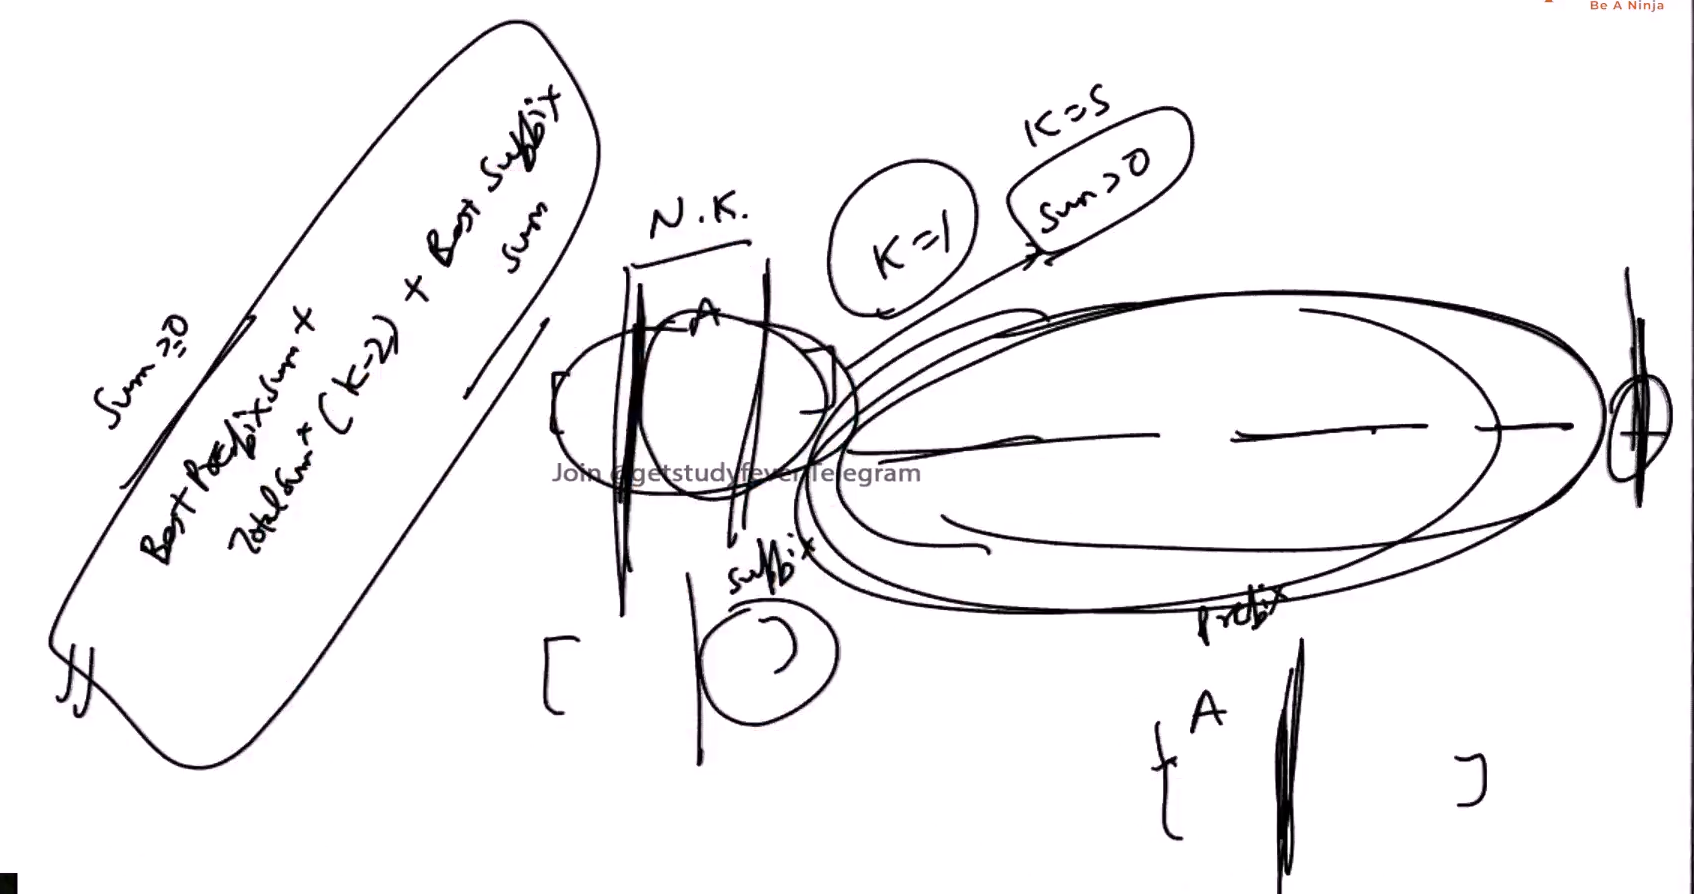 Be A Ninja
K=5
Sum>0
K=1
N.K.
A
Sum>=0
Best Prefix sum +
Total sum * (K-2) + Best suffix
sum
Join @getstudyfever Telegram
suffix
prefix
A